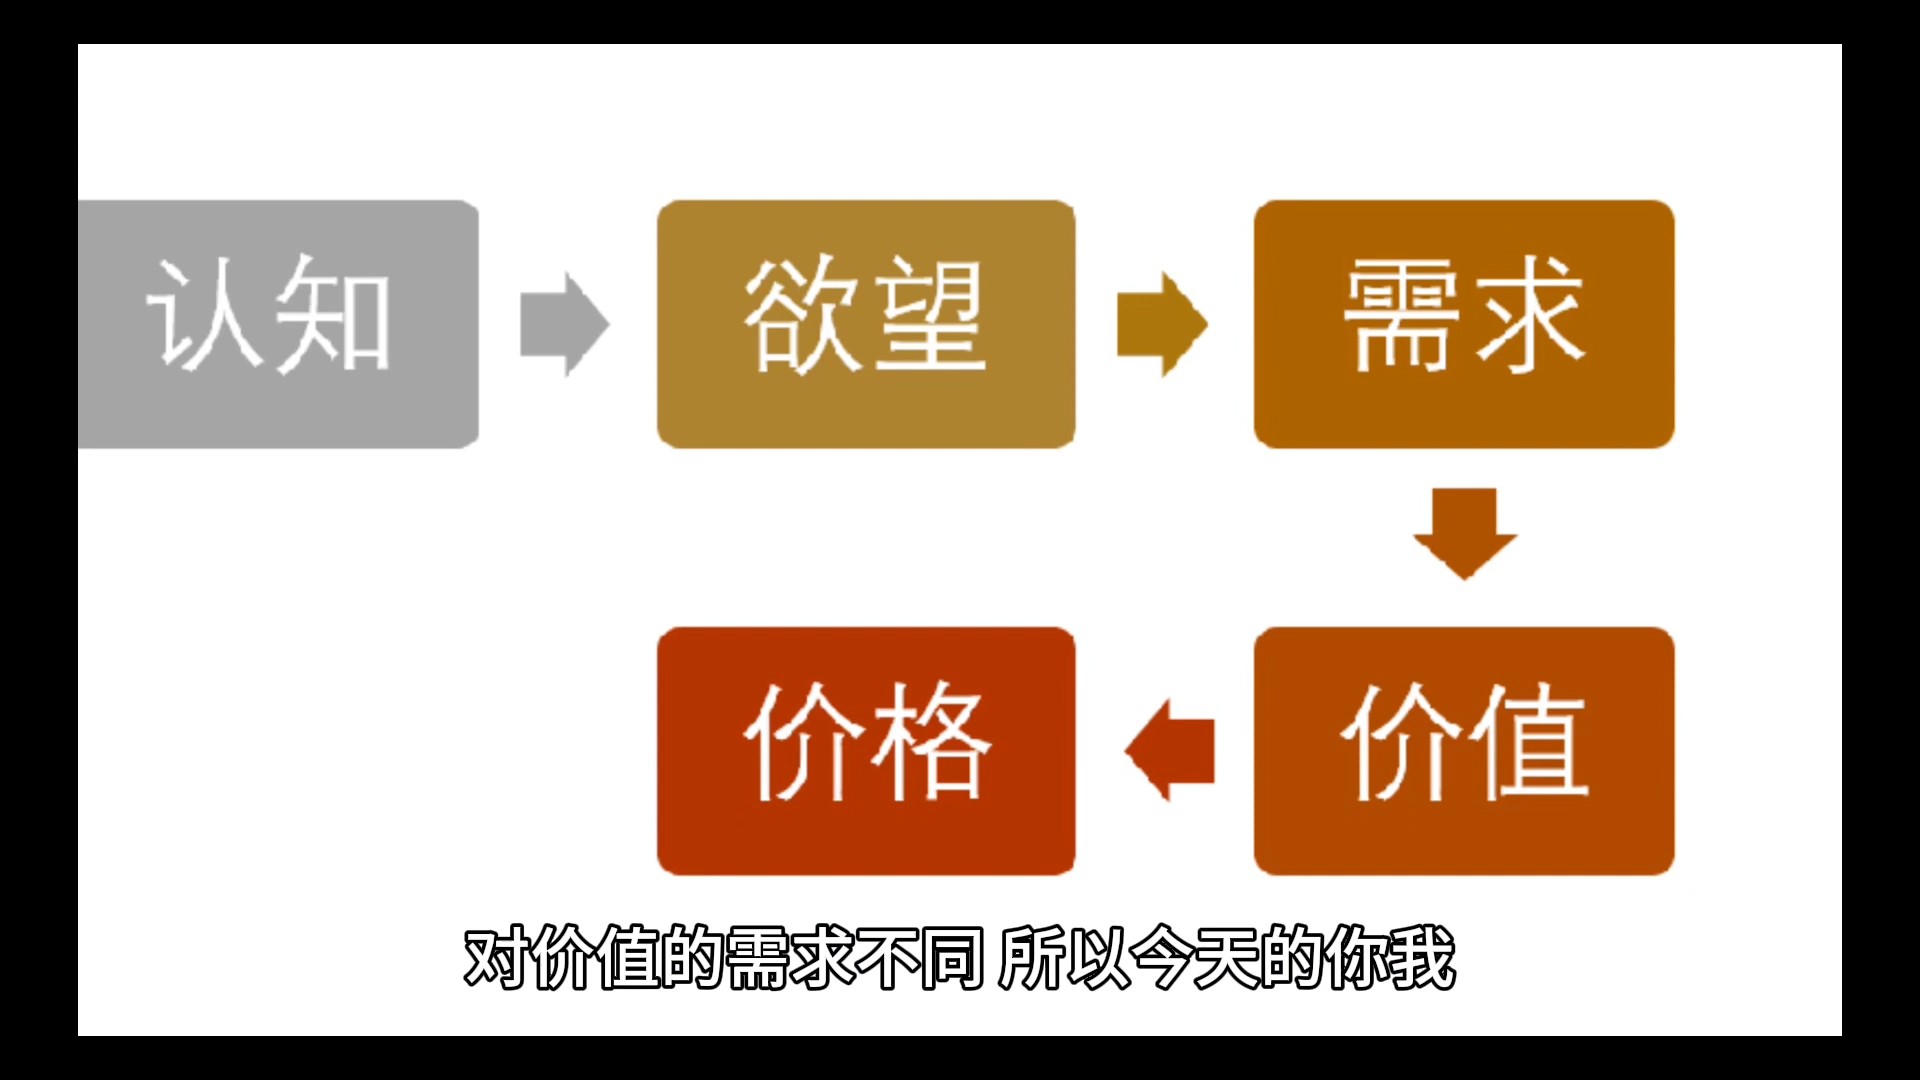 认知
欲望
需求
价值
价格
对价值的需求不同 所以今天的你我